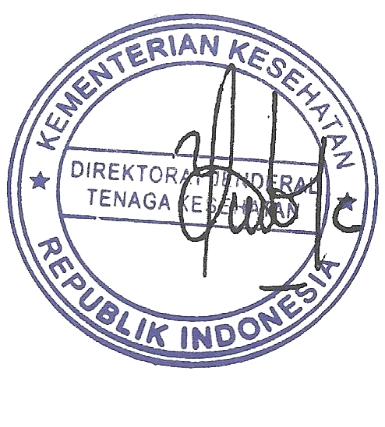 KEMENTERIAN KESEHATAN
DIREKTORAT JENDERAL
TENAGA KESEHATAN
REPUBLIK INDONESIA